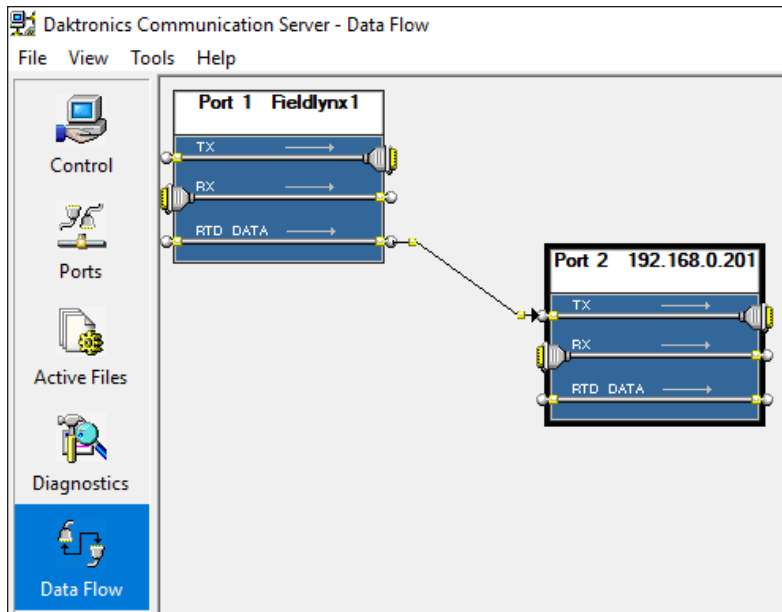 Daktronics Communication Server - Data Flow
File View Tools Help
Control
Ports
Active Files
Diagnostics
Data Flow
Port 1 Fieldlynx1
TX
RX
RTD DATA
Port 2 192.168.0.201
TX
RX
RTD DATA